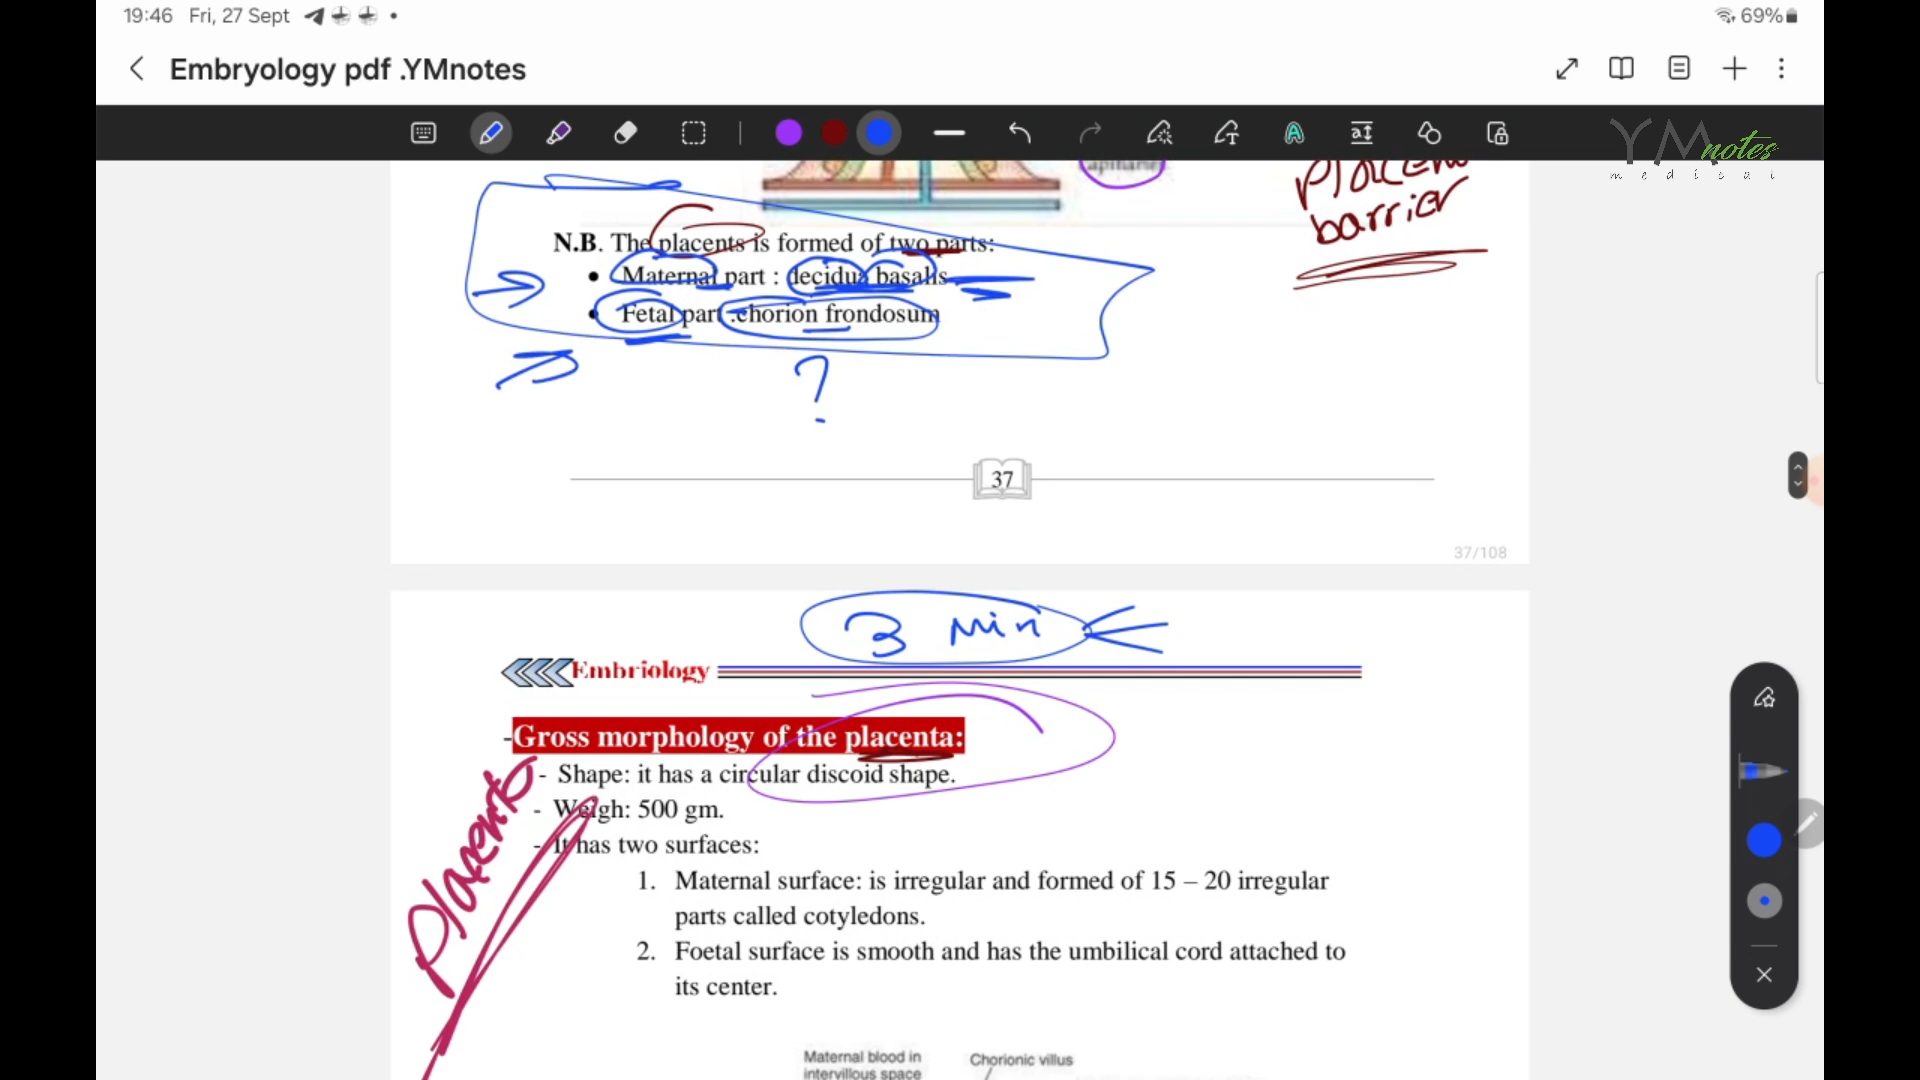 19:46 Fri, 27 Sept 69%
Embryology pdf .YMnotes
YMnotes
medical
barrier
N.B. The placents is formed of two parts:
• Maternal part : decidua basalis
• Fetal part :chorion frondosum
?
37
37/108
3 Min
Embriology
-Gross morphology of the placenta:
- Shape: it has a circular discoid shape.
- Weigh: 500 gm.
- It has two surfaces:
1. Maternal surface: is irregular and formed of 15 – 20 irregular
parts called cotyledons.
2. Foetal surface is smooth and has the umbilical cord attached to
its center.
Placenta
Maternal blood in
intervillous space
Chorionic villus